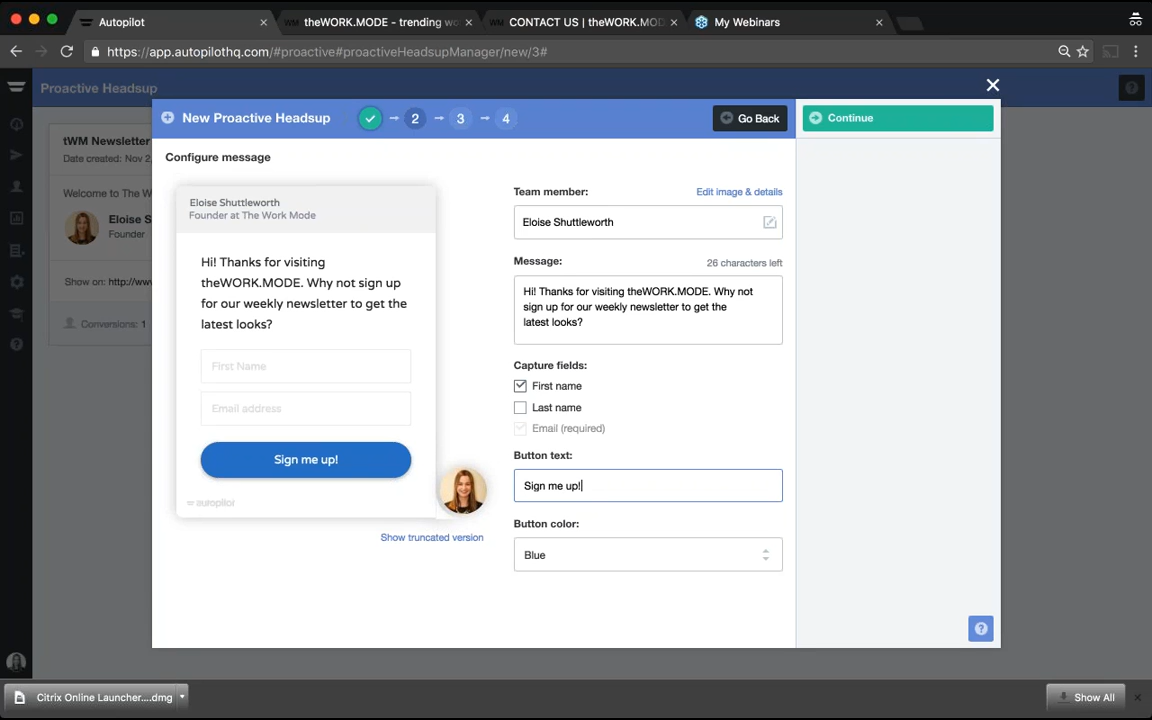 Autopilot
theWORK.MODE - trending wo
CONTACT US | theWORK.MOD
My Webinars
https://app.autopilothq.com/#proactive#proactiveHeadsupManager/new/3#
Proactive Headsup
New Proactive Headsup
2
3
4
Go Back
Continue
tWM Newsletter
Date created: Nov 2,
Welcome to The W
Eloise S
Founder
Show on: http://www
Conversions: 1
Configure message
Eloise Shuttleworth
Founder at The Work Mode
Hi! Thanks for visiting
theWORK.MODE. Why not sign up
for our weekly newsletter to get the
latest looks?
First Name
Email address
Sign me up!
autopilot
Show truncated version
Team member:
Edit image & details
Eloise Shuttleworth
Message:
26 characters left
Hi! Thanks for visiting theWORK.MODE. Why not
sign up for our weekly newsletter to get the
latest looks?
Capture fields:
First name
Last name
Email (required)
Button text:
Sign me up!
Button color:
Blue
?
Citrix Online Launcher....dmg
Show All